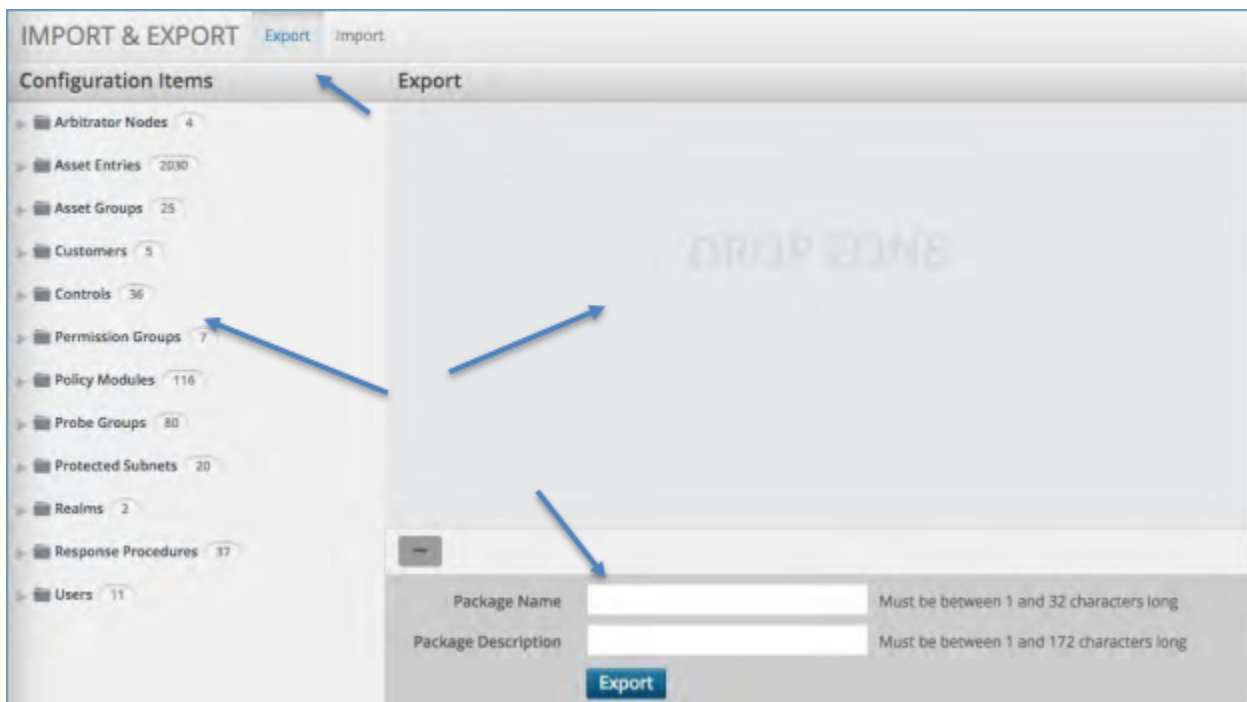 IMPORT & EXPORT Export Import
Configuration Items
Export
Arbitrator Nodes 4
Asset Entries 2030
Asset Groups 25
Customers 5
Controls 36
Permission Groups 7
Policy Modules 116
Probe Groups 80
Protected Subnets 20
Realms 2
Response Procedures 37
Users 11
DROP ZONE
Package Name Must be between 1 and 32 characters long
Package Description Must be between 1 and 172 characters long
Export